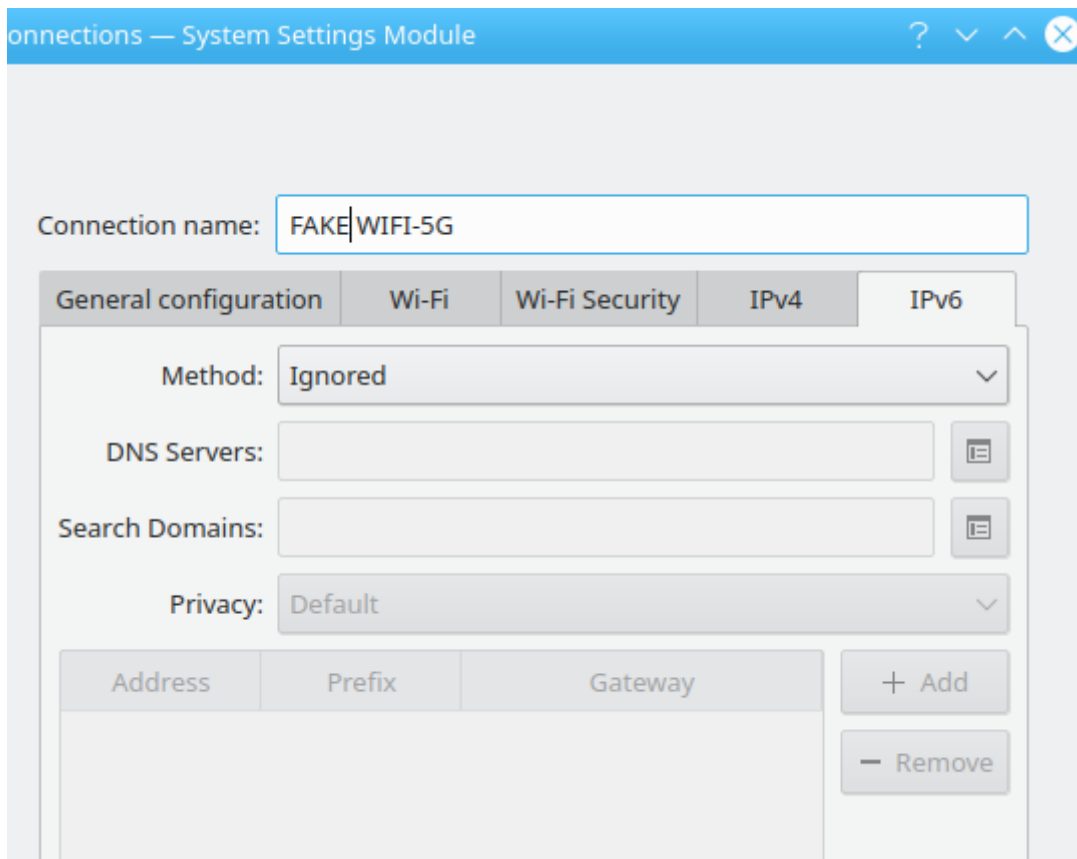 onnections — System Settings Module
Connection name: FAKE WIFI-5G
General configuration Wi-Fi Wi-Fi Security IPv4 IPv6
Method: Ignored
DNS Servers:
Search Domains:
Privacy: Default
Address Prefix Gateway + Add
− Remove